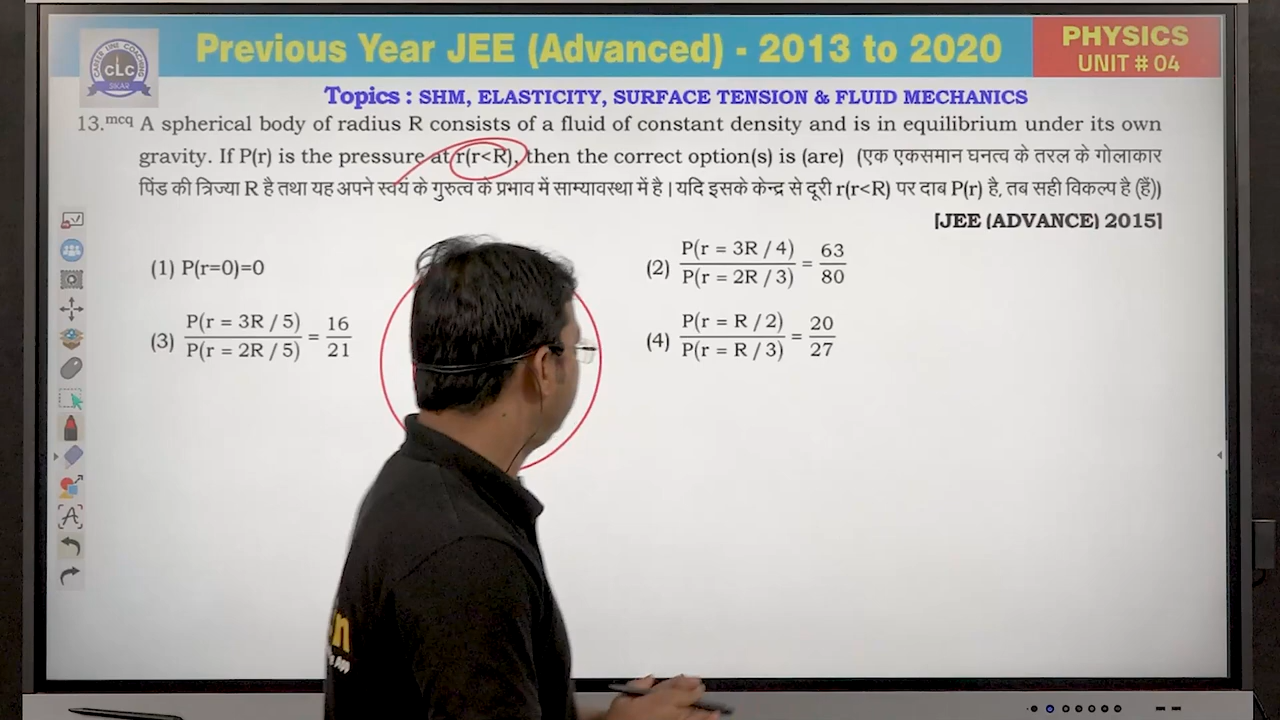 Previous Year JEE (Advanced) - 2013 to 2020
PHYSICS
UNIT # 04
CLC
SIKAR
Topics : SHM, ELASTICITY, SURFACE TENSION & FLUID MECHANICS
13.mcq A spherical body of radius R consists of a fluid of constant density and is in equilibrium under its own
gravity. If P(r) is the pressure at r(r<R), then the correct option(s) is (are) (एक एकसमान घनत्व के तरल के गोलाकार
पिंड की त्रिज्या R है तथा यह अपने स्वयं के गुरुत्व के प्रभाव में साम्यावस्था में है। यदि इसके केन्द्र से दूरी r(r<R) पर दाब P(r) है, तब सही विकल्प है (हैं))
[JEE (ADVANCE) 2015]
(1) P(r=0)=0
(2) P(r = 3R / 4) / P(r = 2R / 3) = 63 / 80
(3) P(r = 3R / 5) / P(r = 2R / 5) = 16 / 21
(4) P(r = R / 2) / P(r = R / 3) = 20 / 27